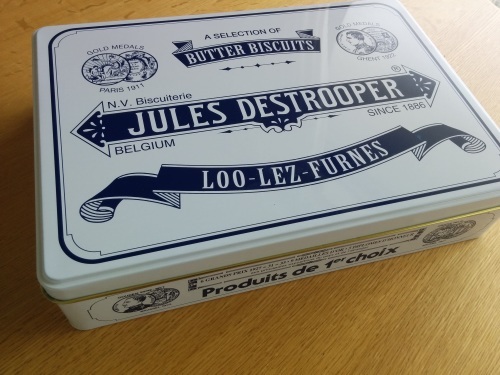 A SELECTION OF
BUTTER BISCUITS
GOLD MEDALS
PARIS 1911
GOLD MEDALS
N.V. Biscuiterie
JULES DESTROOPER®
BELGIUM
SINCE 1886
LOO-LEZ-FURNES
Produits de 1er choix